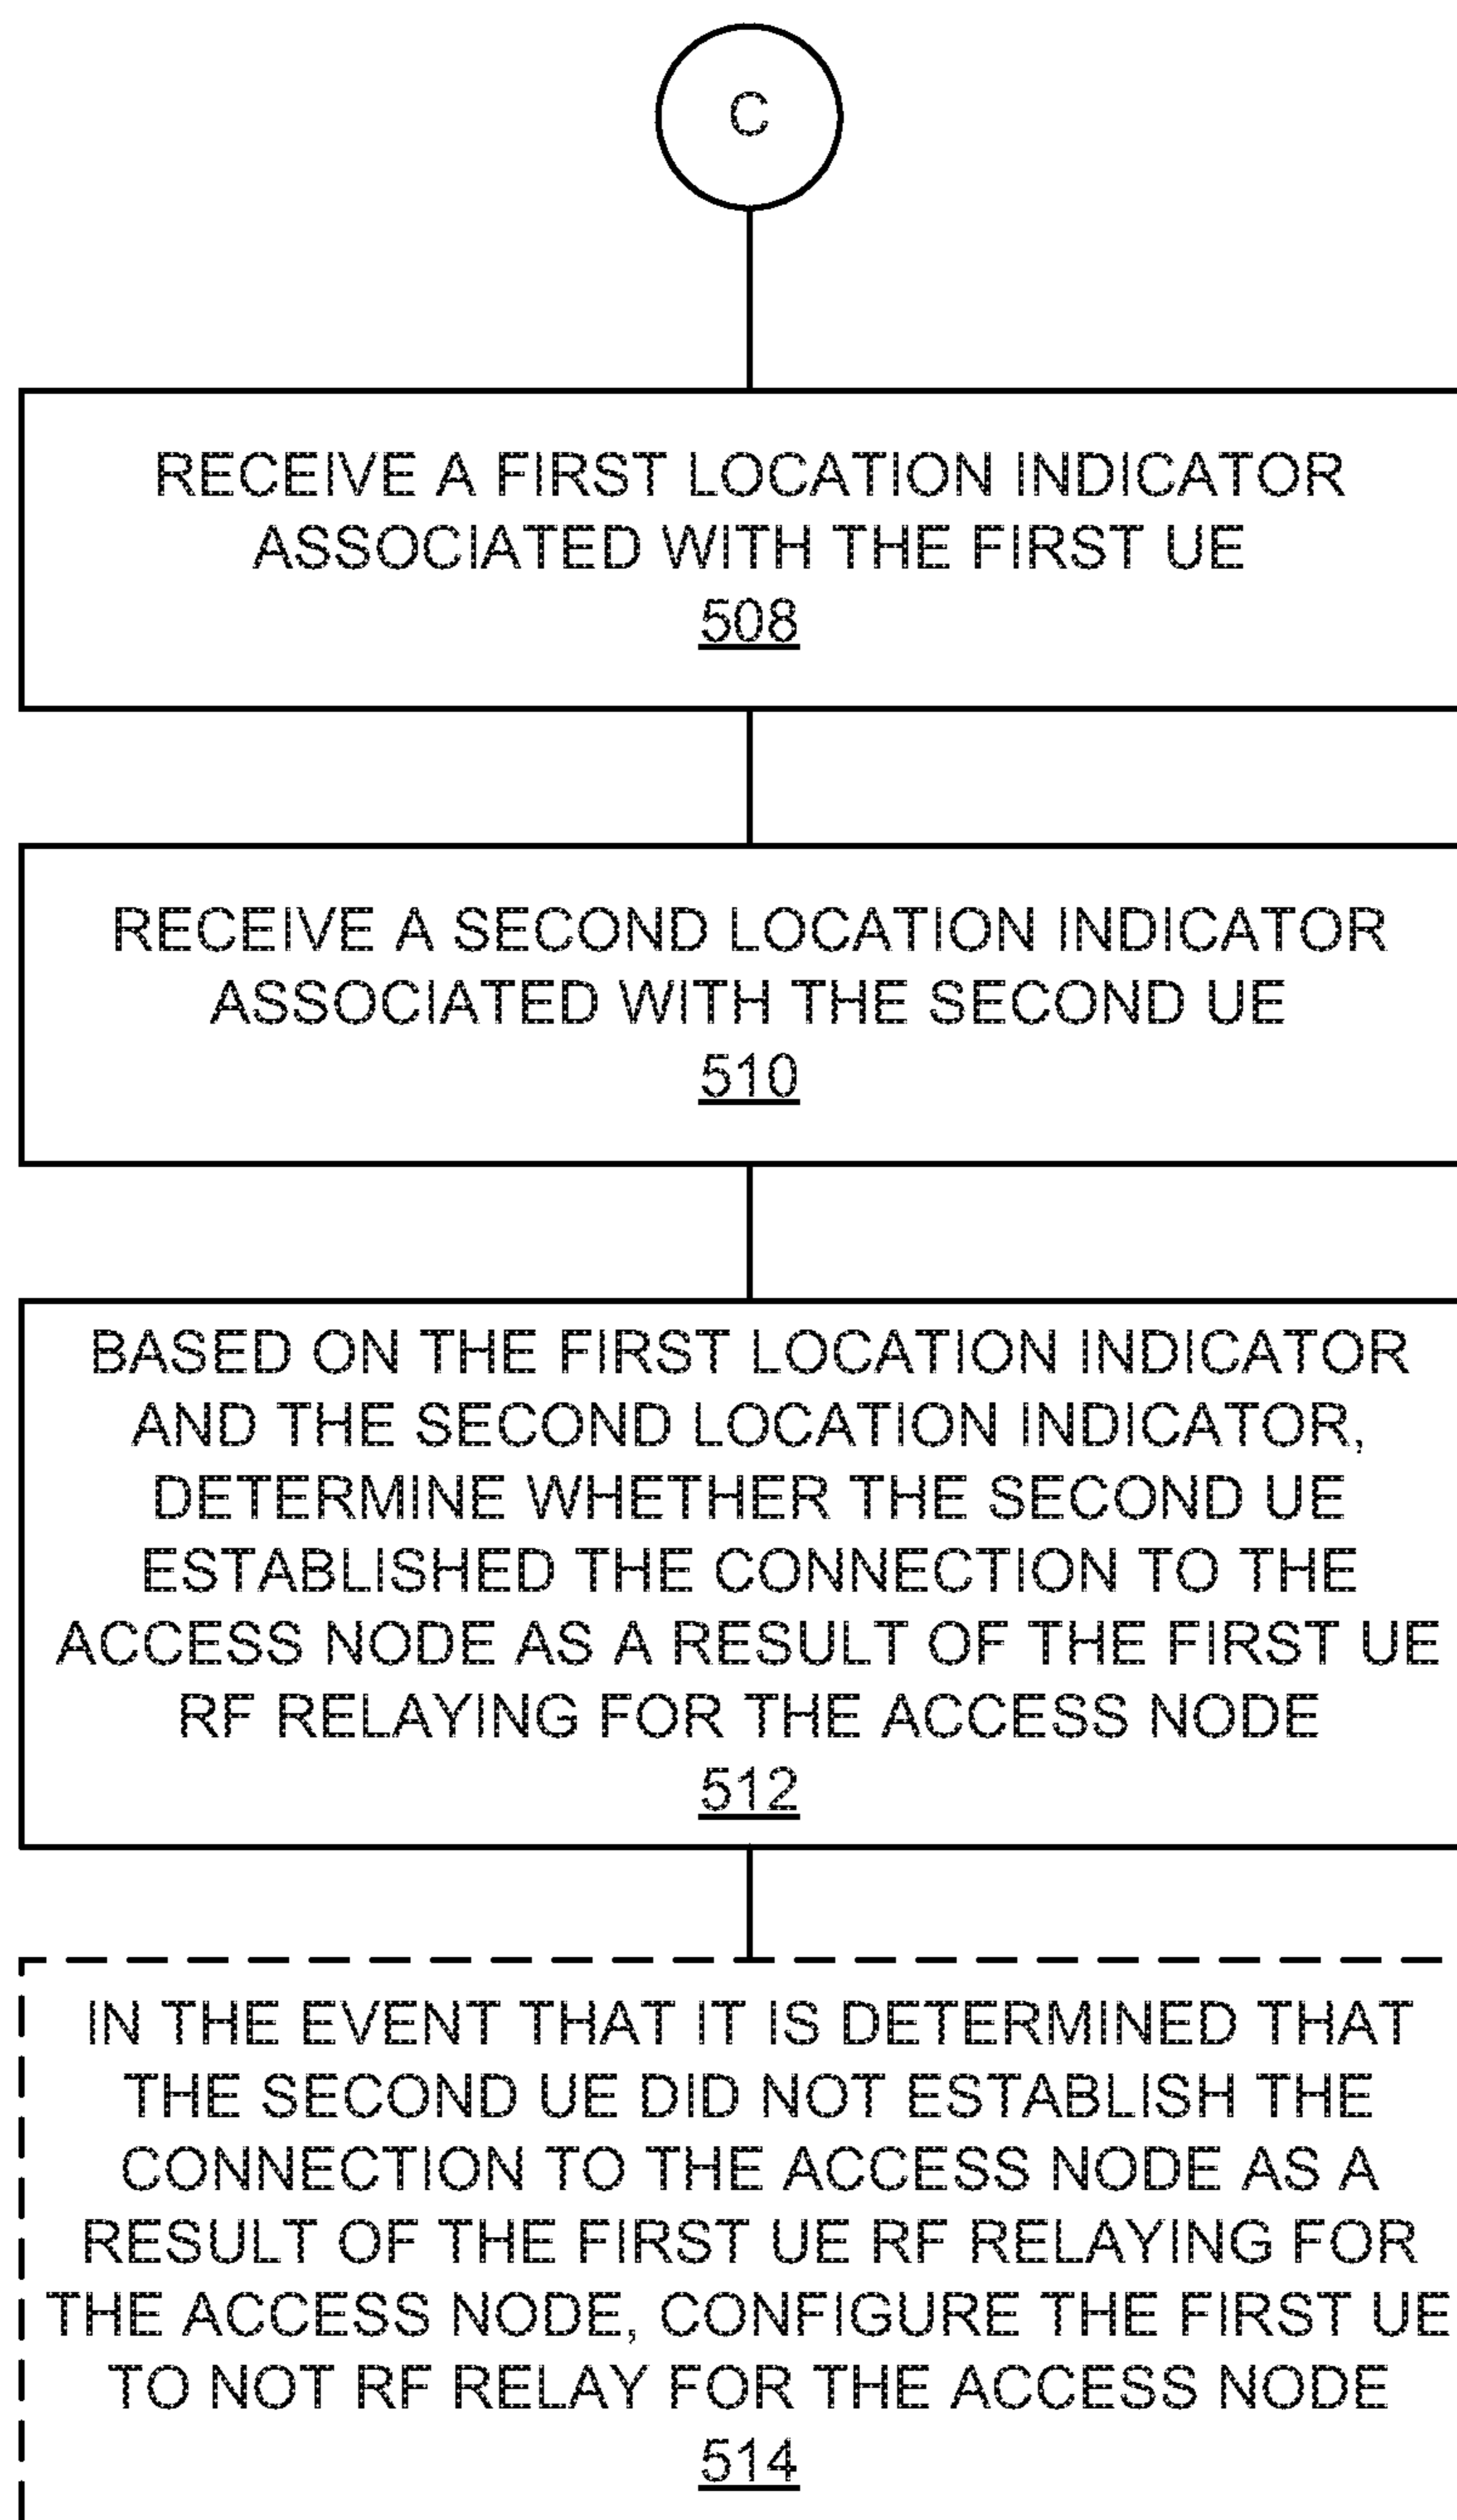 C
RECEIVE A FIRST LOCATION INDICATOR
ASSOCIATED WITH THE FIRST UE
508
RECEIVE A SECOND LOCATION INDICATOR
ASSOCIATED WITH THE SECOND UE
510
BASED ON THE FIRST LOCATION INDICATOR
AND THE SECOND LOCATION INDICATOR,
DETERMINE WHETHER THE SECOND UE
ESTABLISHED THE CONNECTION TO THE
ACCESS NODE AS A RESULT OF THE FIRST UE
RF RELAYING FOR THE ACCESS NODE
512
IN THE EVENT THAT IT IS DETERMINED THAT
THE SECOND UE DID NOT ESTABLISH THE
CONNECTION TO THE ACCESS NODE AS A
RESULT OF THE FIRST UE RF RELAYING FOR
THE ACCESS NODE, CONFIGURE THE FIRST UE
TO NOT RF RELAY FOR THE ACCESS NODE
514